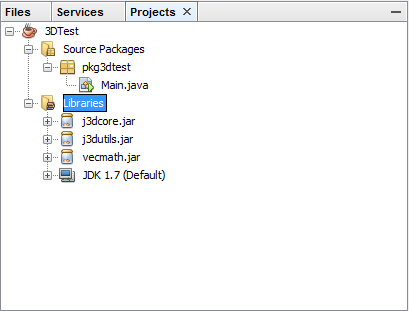 Files Services Projects
3DTest
Source Packages
pkg3dtest
Main.java
Libraries
j3dcore.jar
j3dutils.jar
vecmath.jar
JDK 1.7 (Default)